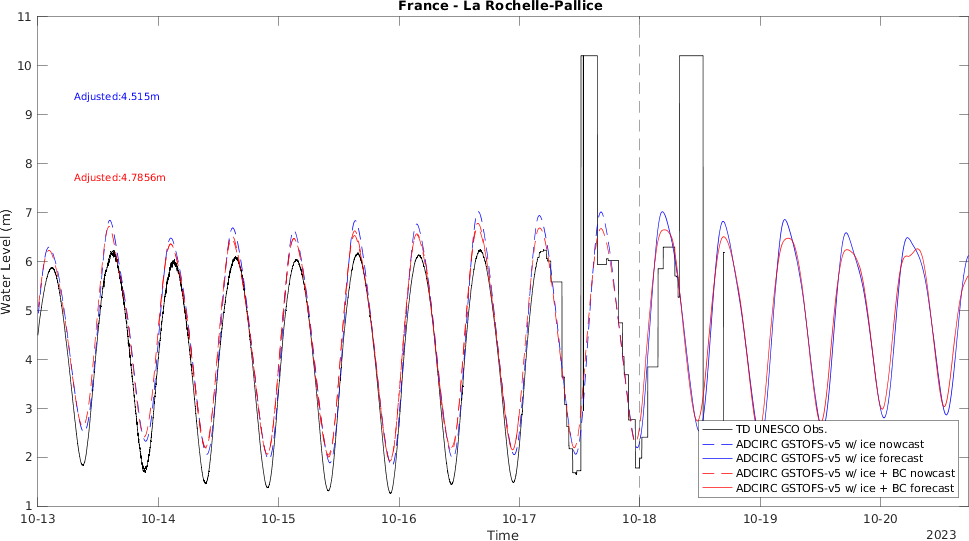 France - La Rochelle-Pallice
11
10
9
8
7
6
5
4
3
2
1
Water Level (m)
Adjusted:4.515m
Adjusted:4.7856m
TD UNESCO Obs.
ADCIRC GSTOFS-v5 w/ ice nowcast
ADCIRC GSTOFS-v5 w/ ice forecast
ADCIRC GSTOFS-v5 w/ ice + BC nowcast
ADCIRC GSTOFS-v5 w/ ice + BC forecast
10-13 10-14 10-15 10-16 10-17 10-18 10-19 10-20
Time
2023